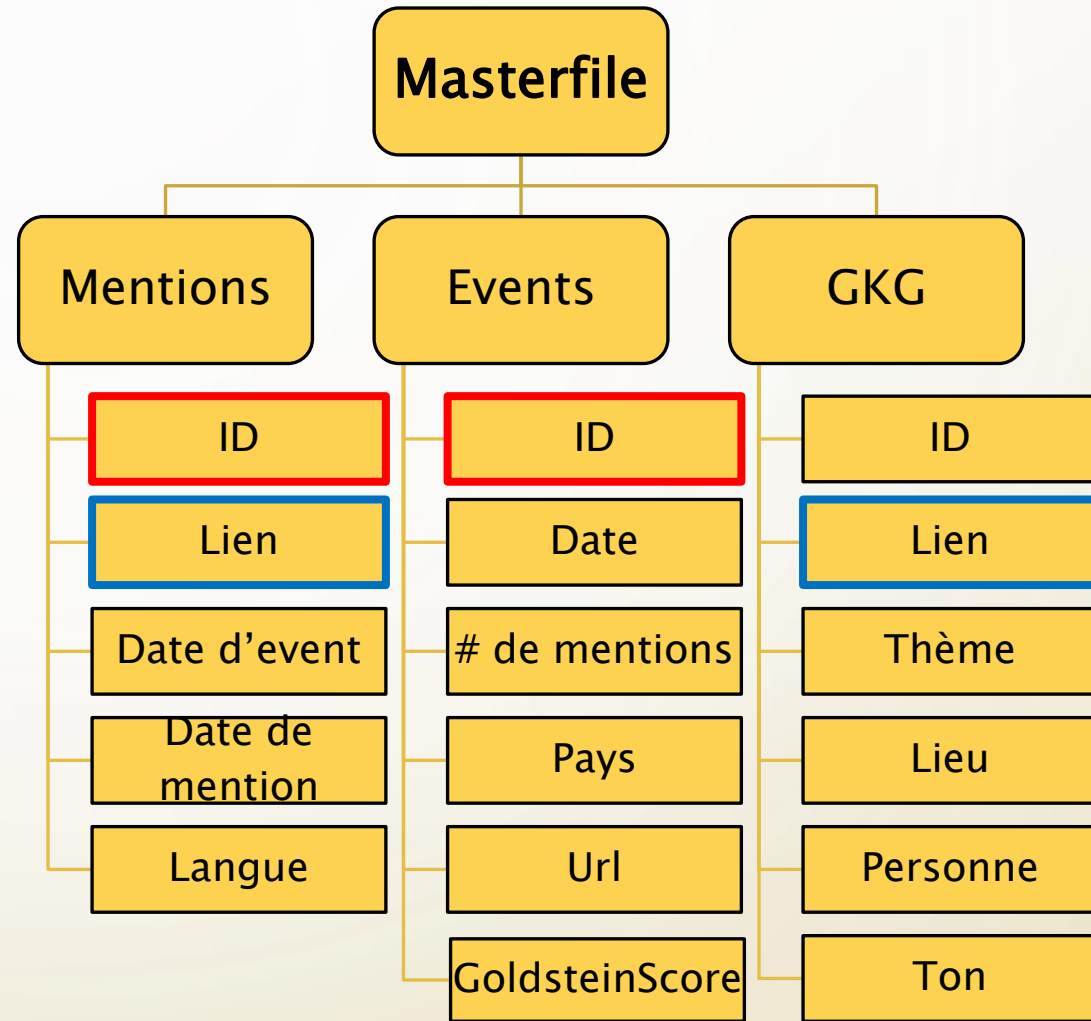 Masterfile
Mentions
Events
GKG
ID
Lien
Date d'event
Date de
mention
Langue
ID
Date
# de mentions
Pays
Url
GoldsteinScore
ID
Lien
Thème
Lieu
Personne
Ton